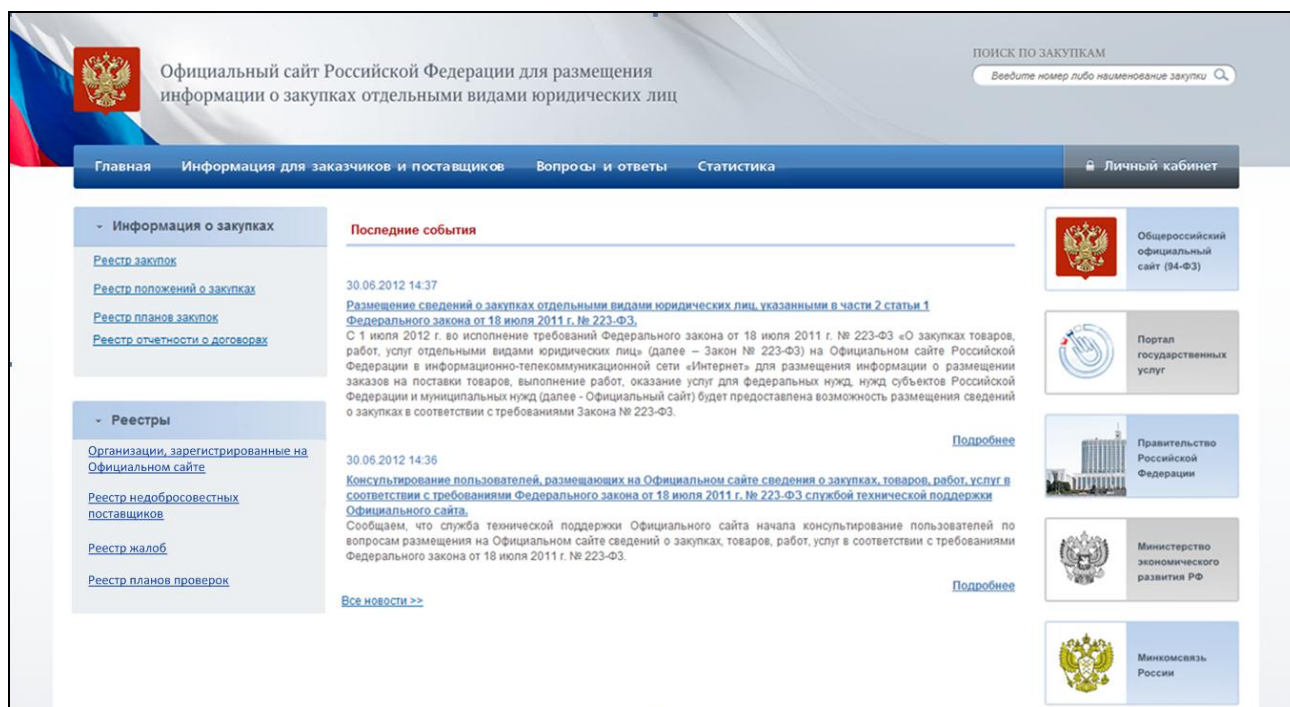 ПОИСК ПО ЗАКУПКАМ
Введите номер либо наименование закупки
Официальный сайт Российской Федерации для размещения
информации о закупках отдельными видами юридических лиц
Главная Информация для заказчиков и поставщиков Вопросы и ответы Статистика Личный кабинет
Информация о закупках
Реестр закупок
Реестр положений о закупках
Реестр планов закупок
Реестр отчетности о договорах
Реестры
Организации, зарегистрированные на
Официальном сайте
Реестр недобросовестных
поставщиков
Реестр жалоб
Реестр планов проверок
Последние события
30.06.2012 14:37
Размещение сведений о закупках отдельными видами юридических лиц, указанными в части 2 статьи 1
Федерального закона от 18 июля 2011 г. № 223-ФЗ.
С 1 июля 2012 г. во исполнение требований Федерального закона от 18 июля 2011 г. № 223-ФЗ «О закупках товаров,
работ, услуг отдельными видами юридических лиц» (далее – Закон № 223-ФЗ) на Официальном сайте Российской
Федерации в информационно-телекоммуникационной сети «Интернет» для размещения информации о размещении
заказов на поставки товаров, выполнение работ, оказание услуг для федеральных нужд, нужд субъектов Российской
Федерации и муниципальных нужд (далее - Официальный сайт) будет предоставлена возможность размещения сведений
о закупках в соответствии с требованиями Закона № 223-ФЗ.
Подробнее
30.06.2012 14:36
Консультирование пользователей, размещающих на Официальном сайте сведения о закупках, товаров, работ, услуг в
соответствии с требованиями Федерального закона от 18 июля 2011 г. № 223-ФЗ службой технической поддержки
Официального сайта.
Сообщаем, что служба технической поддержки Официального сайта начала консультирование пользователей по
вопросам размещения на Официальном сайте сведений о закупках, товаров, работ, услуг в соответствии с требованиями
Федерального закона от 18 июля 2011 г. № 223-ФЗ.
Подробнее
Все новости >>
Общероссийский
официальный
сайт (94-ФЗ)
Портал
государственных
услуг
Правительство
Российской
Федерации
Министерство
экономического
развития РФ
Минкомсвязь
России